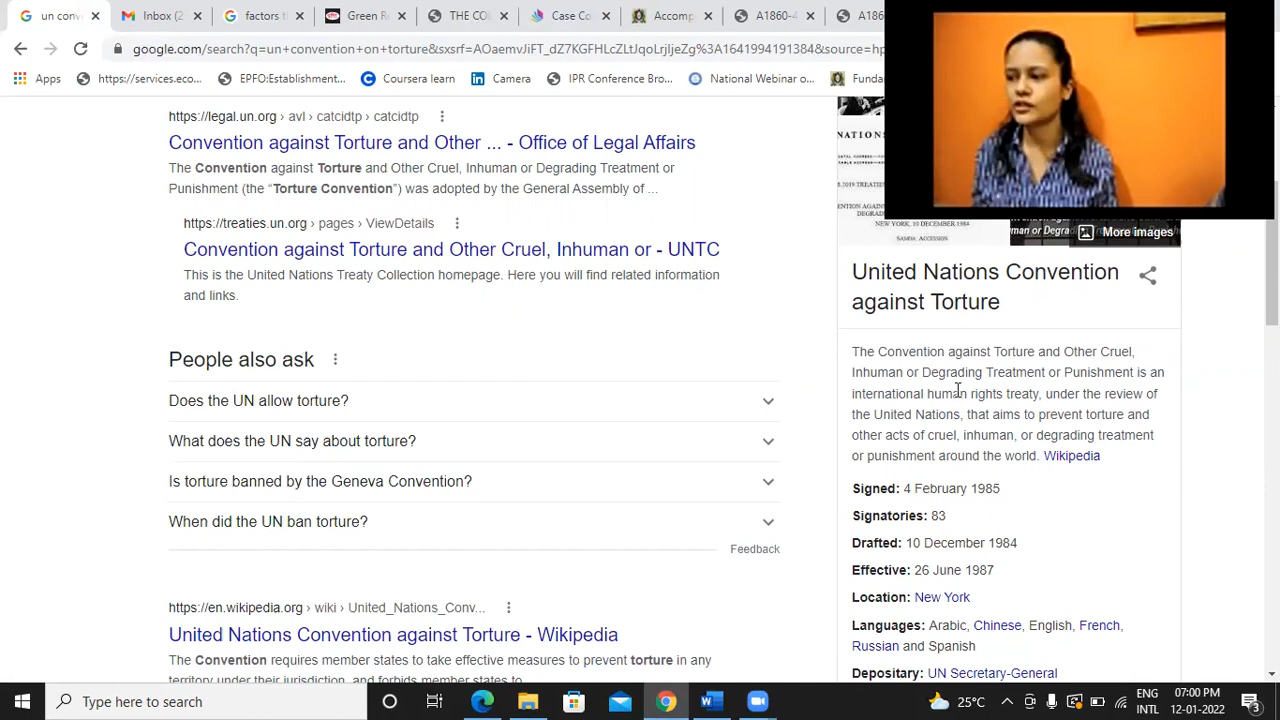 un conv
M Inbox (2
factors t
Green R
THE COL
Case Co
Accomp
A1860-4
A186
google.com/search?q=un+convention+on+torture&sxsrf=AOaemvJiFT_dZ7KGFHLcZLtJqoLrjIjeZg%3A1641994191384&source=hp
Apps
https://services.eco...
EPFO:Establishment...
Coursera learn
Camera
IPR Conference Bro...
National Webinar o...
Funda
https://legal.un.org › avl › catcidtp › catcidtp
Convention against Torture and Other ... - Office of Legal Affairs
The Convention against Torture and Other Cruel, Inhuman or Degrading Treatment or
Punishment (the “Torture Convention”) was adopted by the General Assembly of ...
https://treaties.un.org › pages › ViewDetails
Convention against Torture and Other Cruel, Inhuman or - UNTC
This is the United Nations Treaty Collection homepage. Here you will find related information
and links.
People also ask
Does the UN allow torture?
What does the UN say about torture?
Is torture banned by the Geneva Convention?
When did the UN ban torture?
Feedback
https://en.wikipedia.org › wiki › United_Nations_Conv...
United Nations Convention against Torture - Wikipedia
The Convention requires member states to take effective measures to prevent torture in any
NATIONS
NEW YORK, 10 DECEMBER 1984
SAMOA: ACCESSION
More images
United Nations Convention
against Torture
The Convention against Torture and Other Cruel,
Inhuman or Degrading Treatment or Punishment is an
international human rights treaty, under the review of
the United Nations, that aims to prevent torture and
other acts of cruel, inhuman, or degrading treatment
or punishment around the world. Wikipedia
Signed: 4 February 1985
Signatories: 83
Drafted: 10 December 1984
Effective: 26 June 1987
Location: New York
Languages: Arabic, Chinese, English, French,
Russian and Spanish
Depositary: UN Secretary-General
Type here to search
25°C
ENG
INTL
07:00 PM
12-01-2022
3